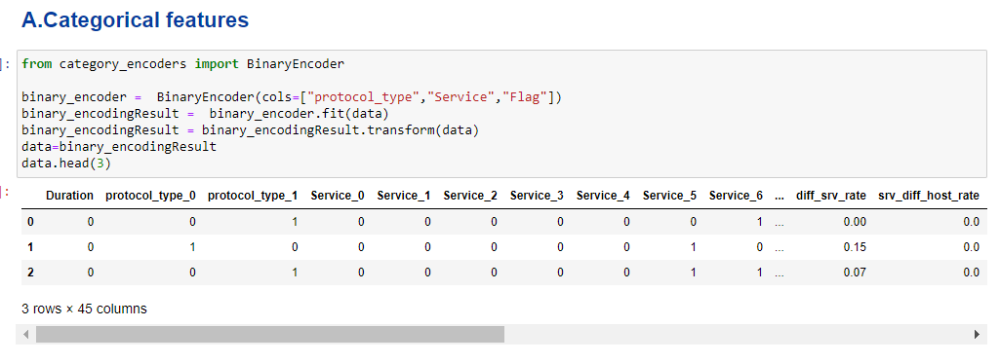 A.Categorical features
]: from category_encoders import BinaryEncoder
binary_encoder =  BinaryEncoder(cols=["protocol_type","Service","Flag"])
binary_encodingResult =  binary_encoder.fit(data)
binary_encodingResult = binary_encodingResult.transform(data)
data=binary_encodingResult
data.head(3)
]:
Duration protocol_type_0 protocol_type_1 Service_0 Service_1 Service_2 Service_3 Service_4 Service_5 Service_6 ... diff_srv_rate srv_diff_host_rate
0 0 0 1 0 0 0 0 0 0 1 ... 0.00 0.0
1 0 1 0 0 0 0 0 0 1 0 ... 0.15 0.0
2 0 0 1 0 0 0 0 0 1 1 ... 0.07 0.0
3 rows × 45 columns